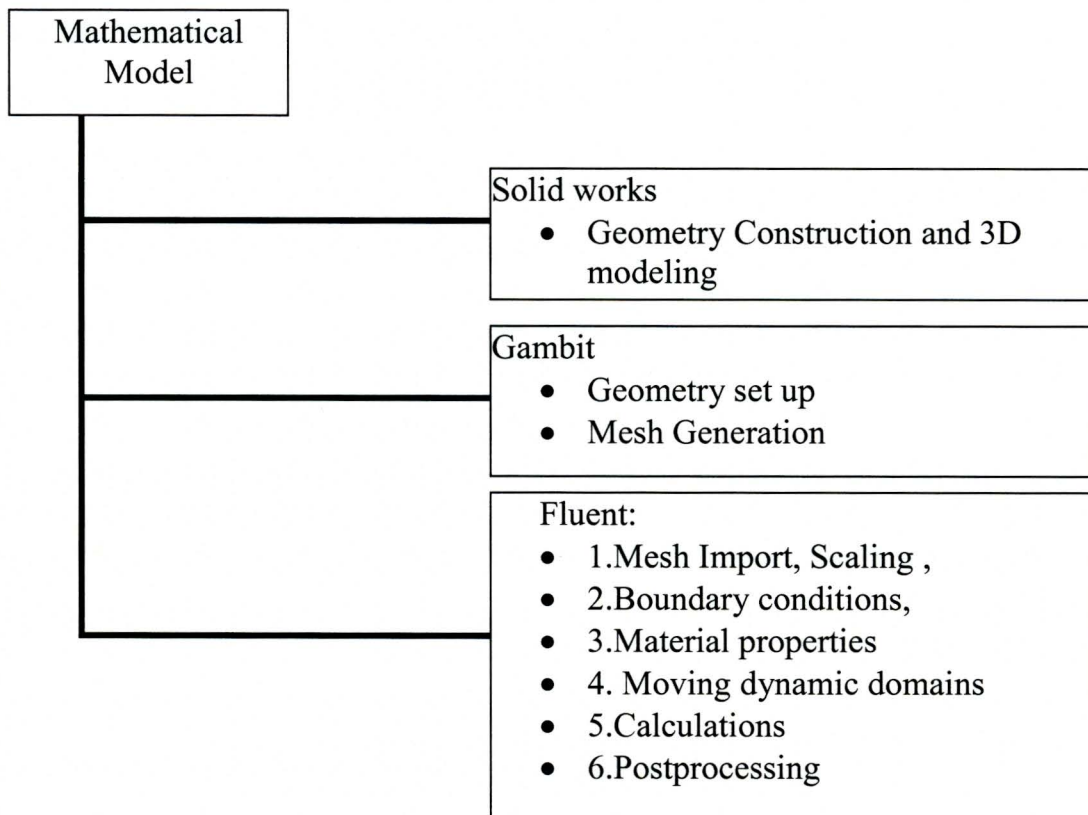 Mathematical
Model
Solid works
• Geometry Construction and 3D
modeling
Gambit
• Geometry set up
• Mesh Generation
Fluent:
• 1.Mesh Import, Scaling ,
• 2.Boundary conditions,
• 3.Material properties
• 4. Moving dynamic domains
• 5.Calculations
• 6.Postprocessing